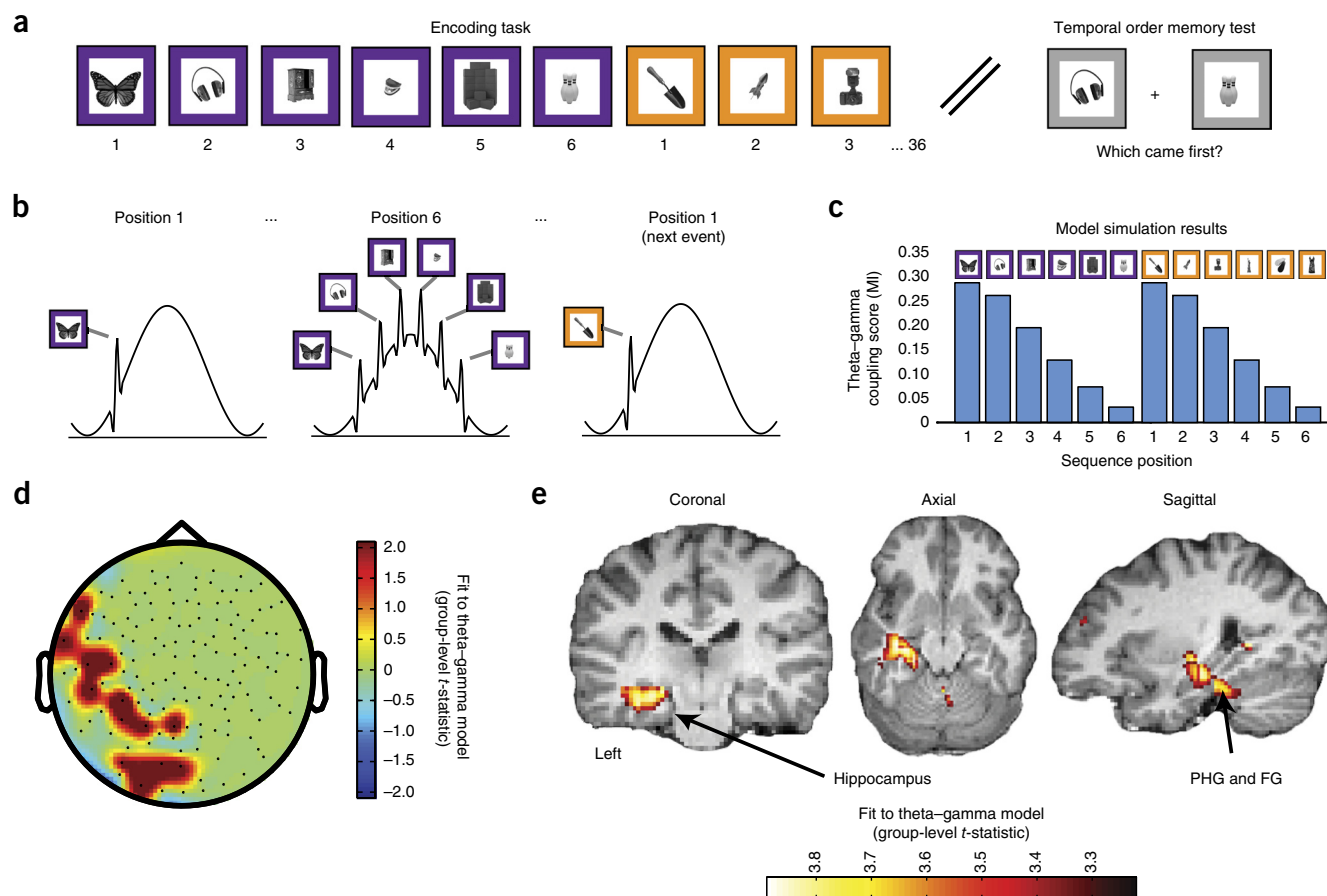 a
Encoding task
Temporal order memory test
1 2 3 4 5 6 1 2 3 ... 36
+
Which came first?
b
Position 1 ... Position 6 ... Position 1
(next event)
c
Model simulation results
Theta–gamma
coupling score (MI)
0.35
0.30
0.25
0.20
0.15
0.10
0.05
0
1 2 3 4 5 6 1 2 3 4 5 6
Sequence position
d
2.0
1.5
1.0
0.5
0
–0.5
–1.0
–1.5
–2.0
Fit to theta–gamma model
(group-level t-statistic)
e
Coronal
Axial
Sagittal
Left
Hippocampus
PHG and FG
Fit to theta–gamma model
(group-level t-statistic)
3.8 3.7 3.6 3.5 3.4 3.3